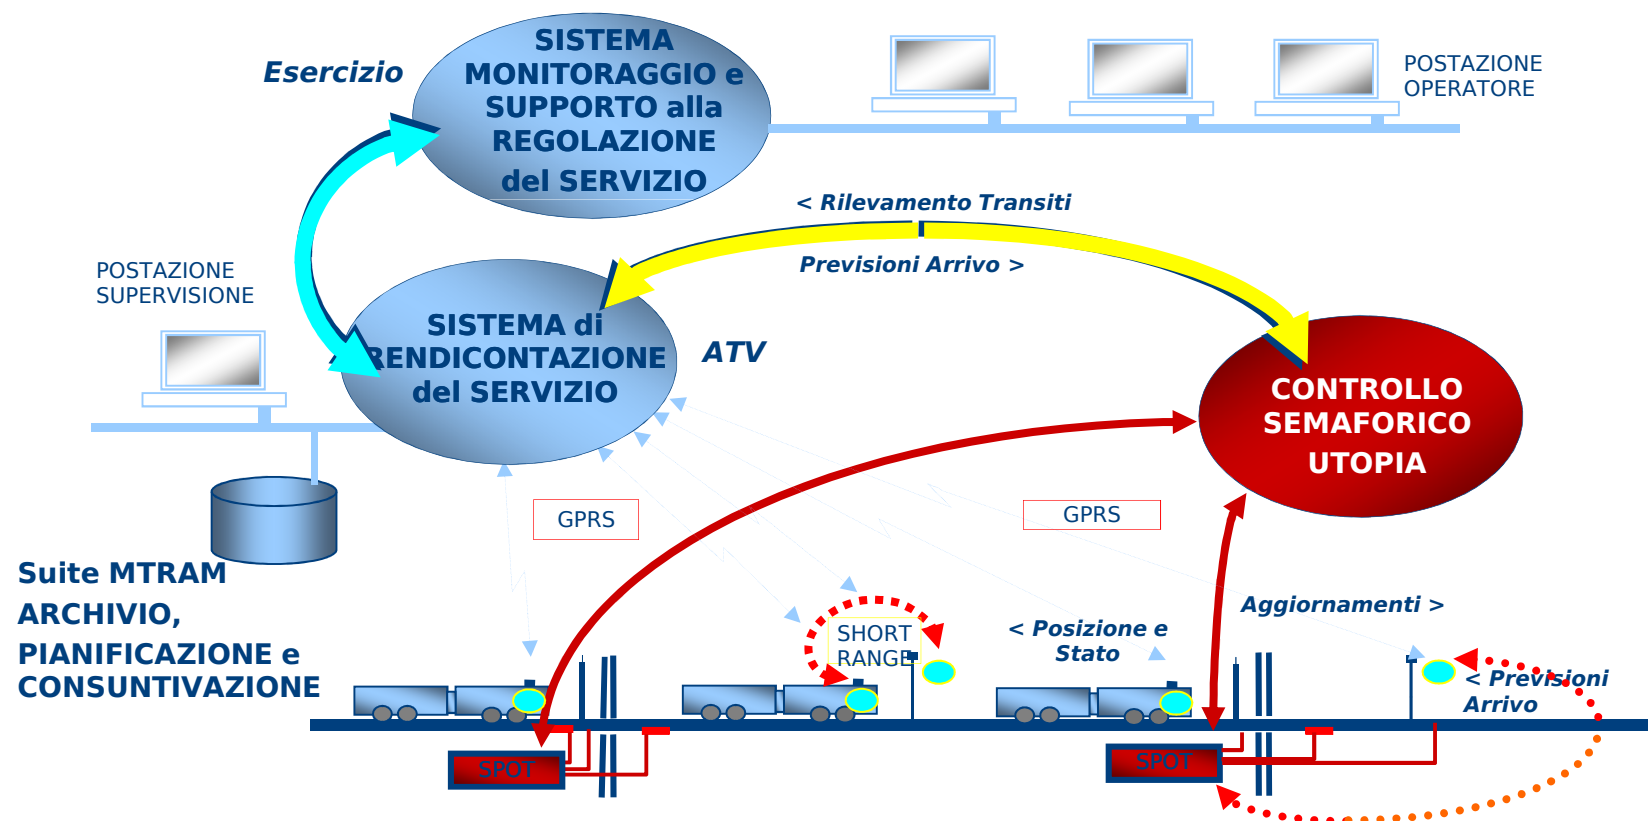 SISTEMA
MONITORAGGIO e
SUPPORTO alla
REGOLAZIONE
del SERVIZIO
Esercizio
POSTAZIONE
OPERATORE
< Rilevamento Transiti
Previsioni Arrivo >
POSTAZIONE
SUPERVISIONE
SISTEMA di
RENDICONTAZIONE
del SERVIZIO
ATV
CONTROLLO
SEMAFORICO
UTOPIA
GPRS
GPRS
Suite MTRAM
ARCHIVIO,
PIANIFICAZIONE e
CONSUNTIVAZIONE
SHORT
RANGE
< Posizione e
Stato
Aggiornamenti >
< Previsioni
Arrivo
SPOT
SPOT